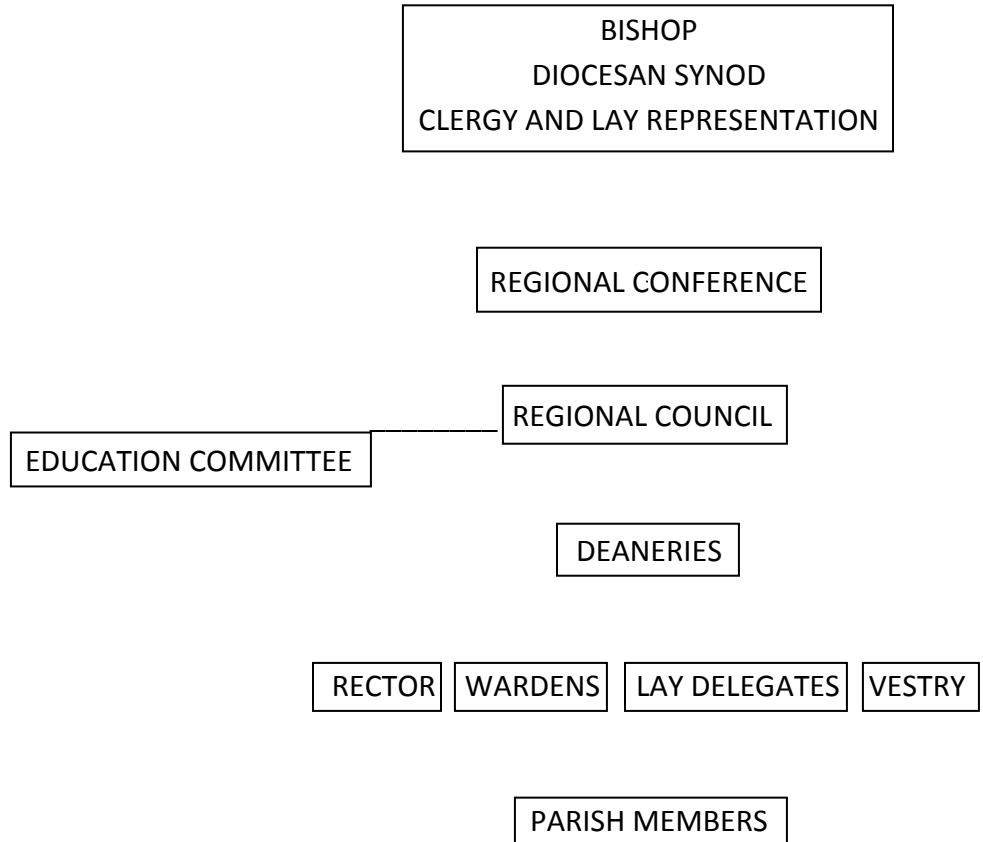 BISHOP
DIOCESAN SYNOD
CLERGY AND LAY REPRESENTATION
REGIONAL CONFERENCE
REGIONAL COUNCIL
EDUCATION COMMITTEE
DEANERIES
RECTOR
WARDENS
LAY DELEGATES
VESTRY
PARISH MEMBERS